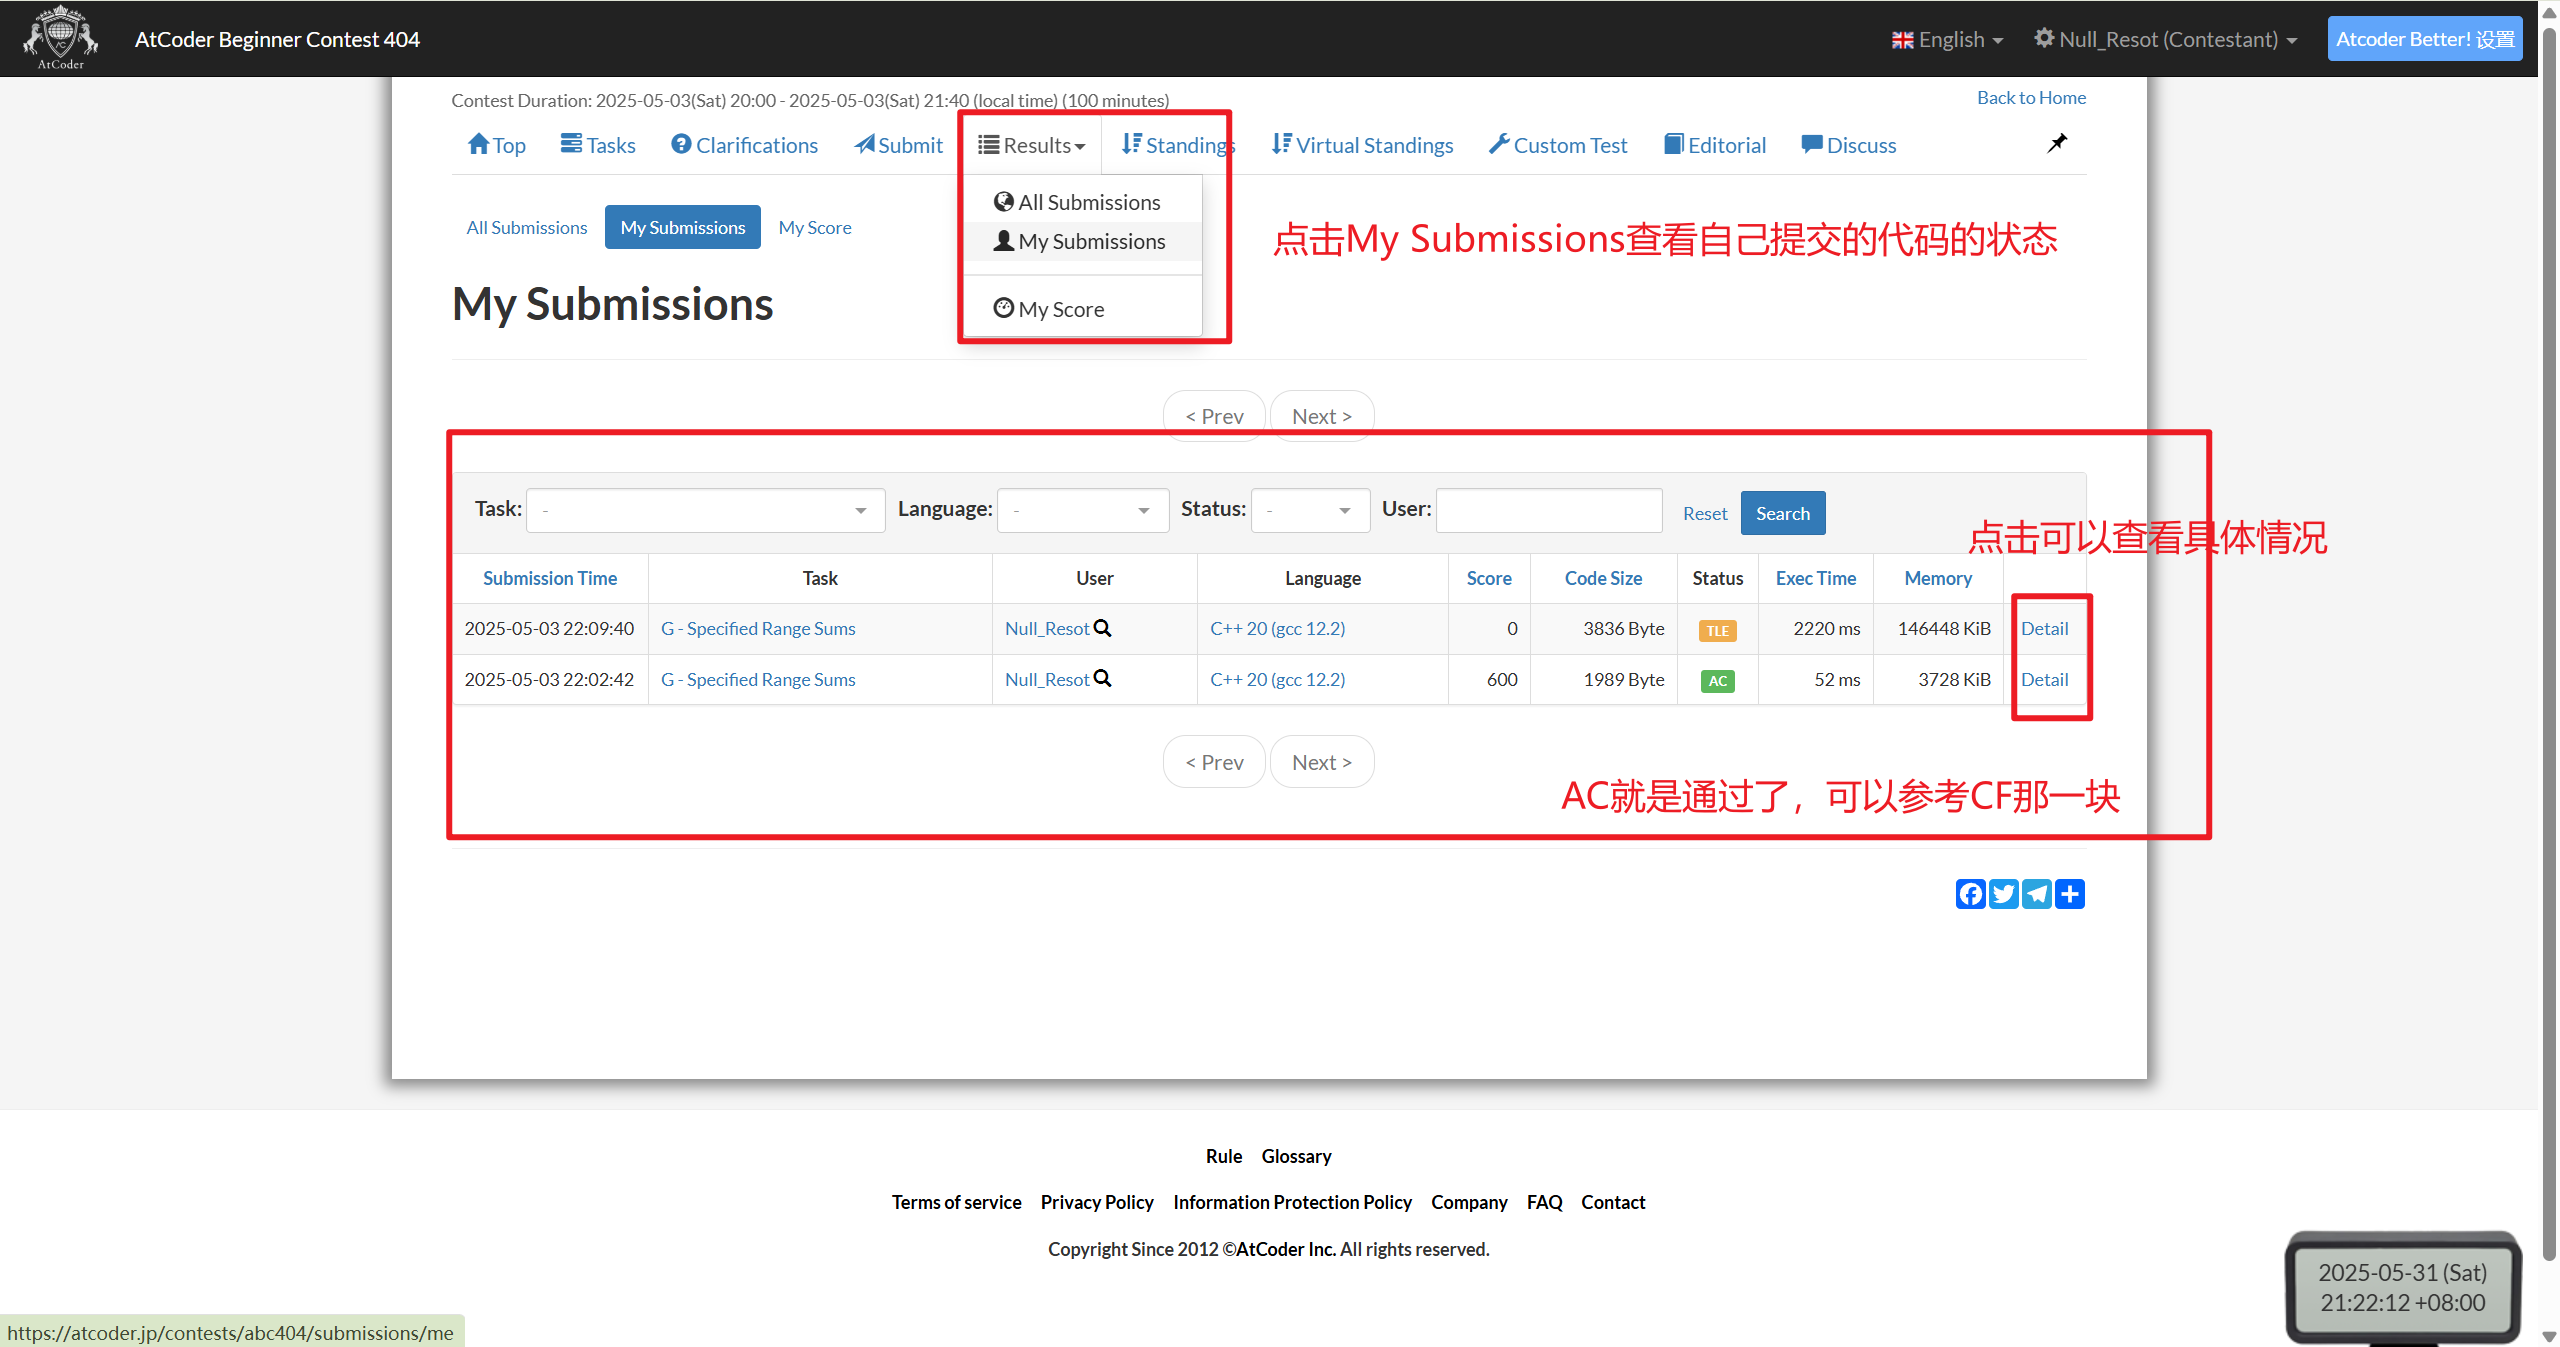 AtCoder
AtCoder Beginner Contest 404
English
Null_Resot (Contestant)
Atcoder Better! 设置
Contest Duration: 2025-05-03(Sat) 20:00 - 2025-05-03(Sat) 21:40 (local time) (100 minutes)
Back to Home
Top Tasks Clarifications Submit Results Standings Virtual Standings Custom Test Editorial Discuss
All Submissions
My Submissions
My Score
All Submissions My Submissions My Score
点击My Submissions查看自己提交的代码的状态
My Submissions
< Prev Next >
Task: - Language: - Status: - User: Reset Search
点击可以查看具体情况
Submission Time Task User Language Score Code Size Status Exec Time Memory
2025-05-03 22:09:40 G - Specified Range Sums Null_Resot C++ 20 (gcc 12.2) 0 3836 Byte TLE 2220 ms 146448 KiB Detail
2025-05-03 22:02:42 G - Specified Range Sums Null_Resot C++ 20 (gcc 12.2) 600 1989 Byte AC 52 ms 3728 KiB Detail
< Prev Next >
AC就是通过了，可以参考CF那一块
Rule Glossary
Terms of service Privacy Policy Information Protection Policy Company FAQ Contact
Copyright Since 2012 ©AtCoder Inc. All rights reserved.
2025-05-31 (Sat)
21:22:12 +08:00
https://atcoder.jp/contests/abc404/submissions/me